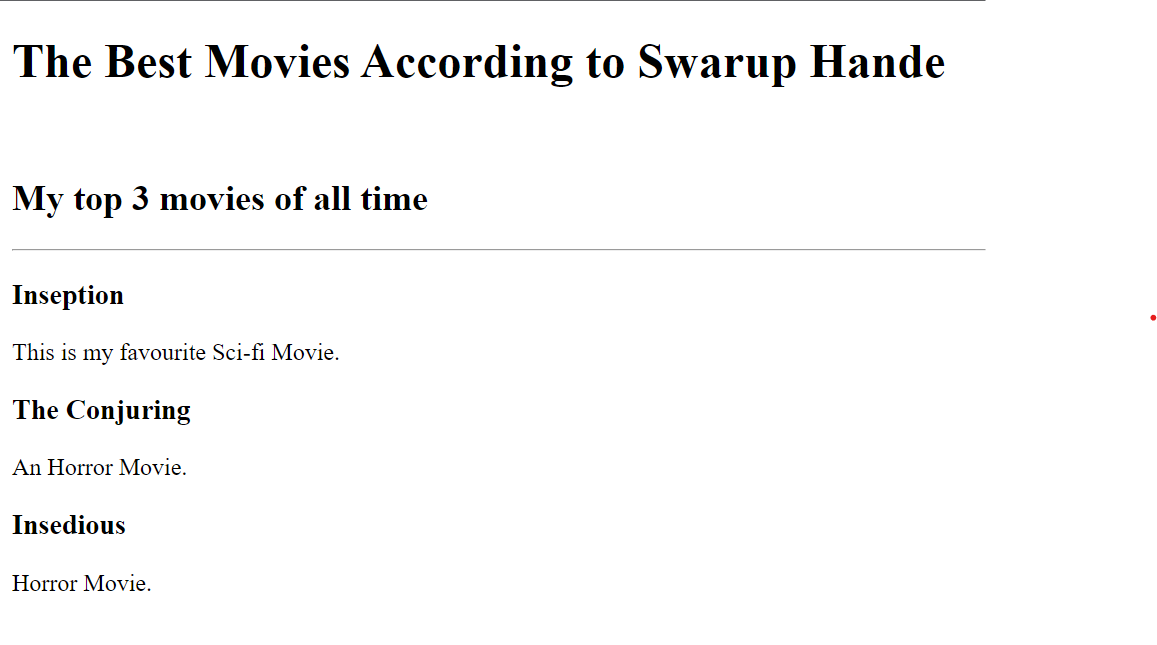 The Best Movies According to Swarup Hande
My top 3 movies of all time
Inseption
This is my favourite Sci-fi Movie.
The Conjuring
An Horror Movie.
Insedious
Horror Movie.